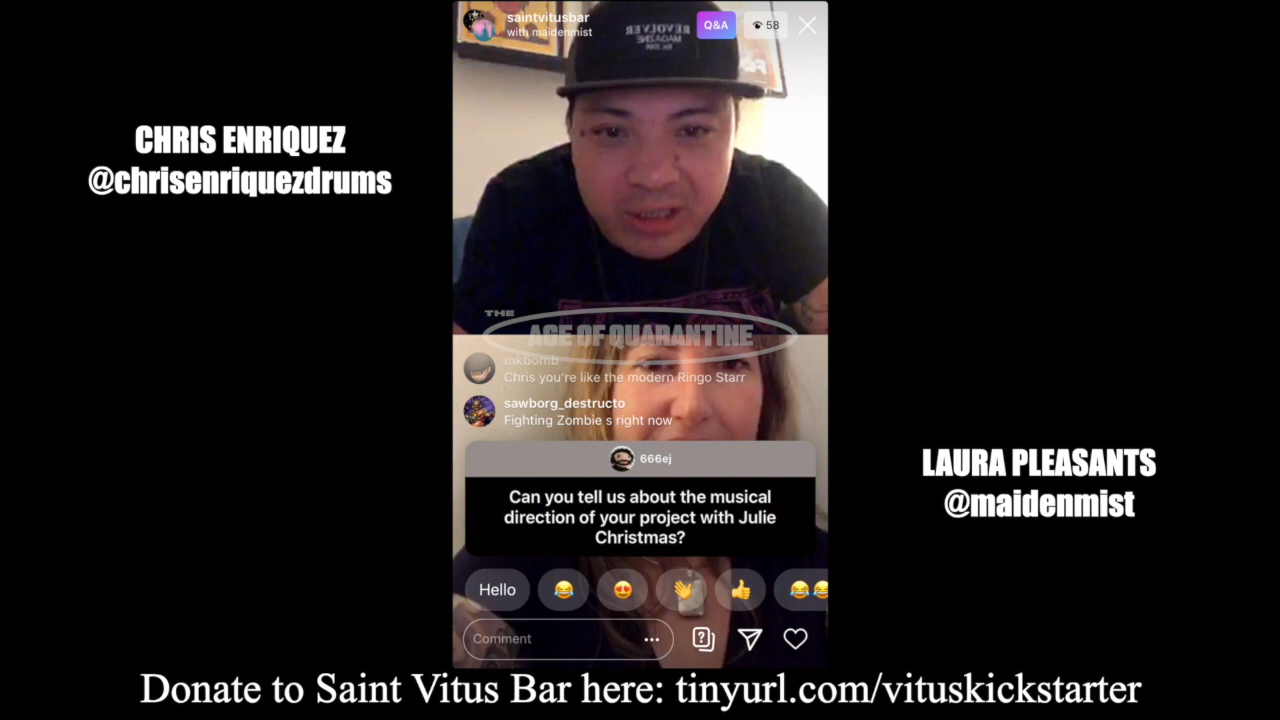 saintvitusbar
with maidenmist
Q&A
58
REVOLVER
MAGAZINE
CHRIS ENRIQUEZ
@chrisenriquezdrums
THE
AGE OF QUARANTINE
mkbomb
Chris you're like the modern Ringo Starr
sawborg_destructo
Fighting Zombie s right now
666ej
Can you tell us about the musical
direction of your project with Julie
Christmas?
LAURA PLEASANTS
@maidenmist
Hello
Comment
Donate to Saint Vitus Bar here: tinyurl.com/vituskickstarter